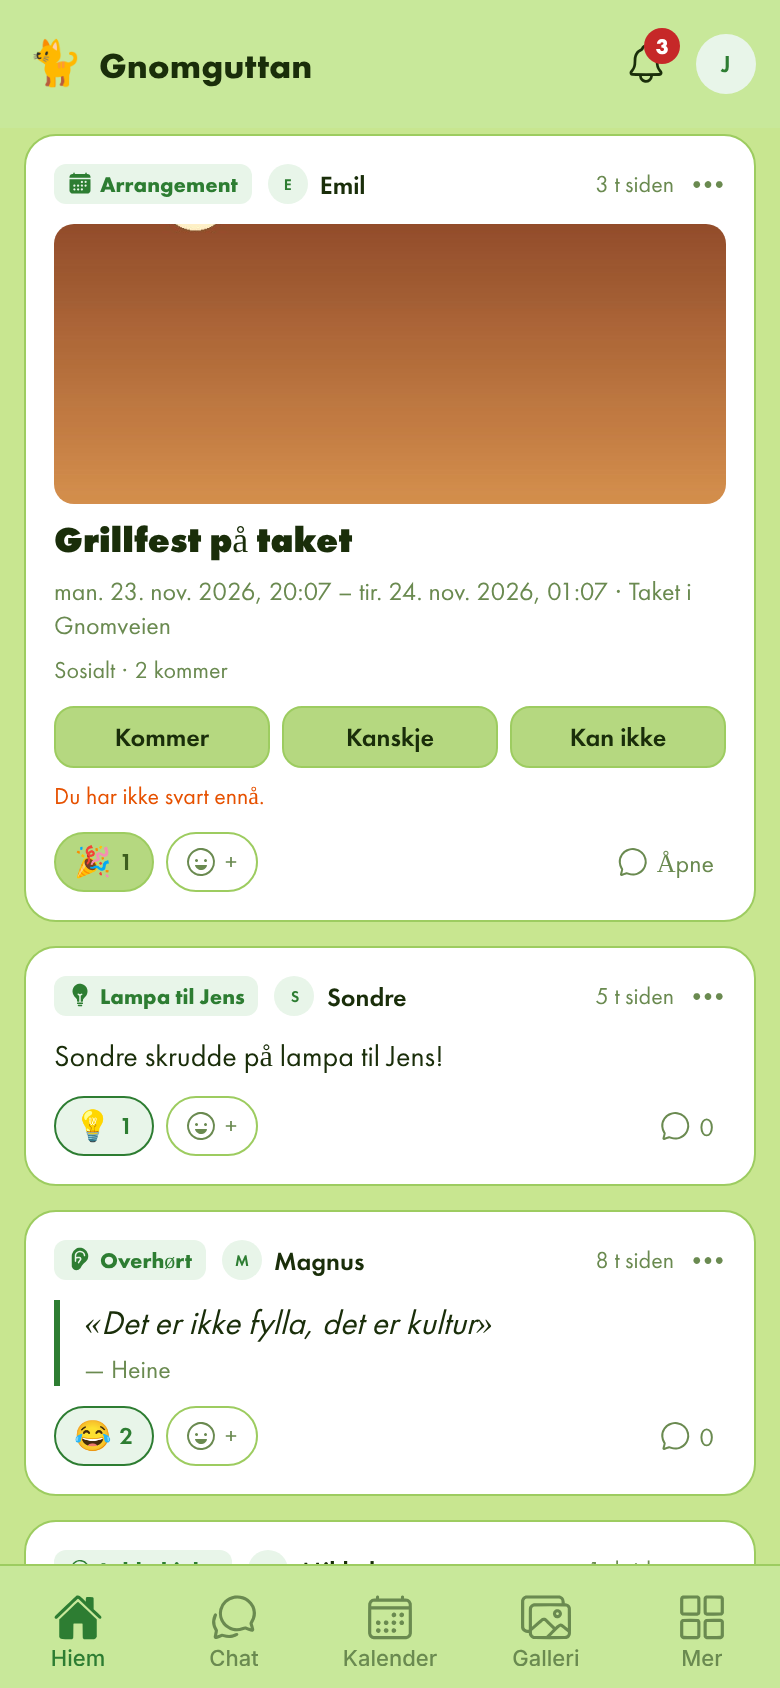 Gnomguttan
3
J
Arrangement E Emil 3 t siden
Grillfest på taket
man. 23. nov. 2026, 20:07 – tir. 24. nov. 2026, 01:07 · Taket i
Gnomveien
Sosialt · 2 kommer
Kommer Kanskje Kan ikke
Du har ikke svart ennå.
1 + Åpne
Lampa til Jens S Sondre 5 t siden
Sondre skrudde på lampa til Jens!
1 + 0
Overhørt M Magnus 8 t siden
«Det er ikke fylla, det er kultur»
— Heine
2 + 0
Hiem Chat Kalender Galleri Mer